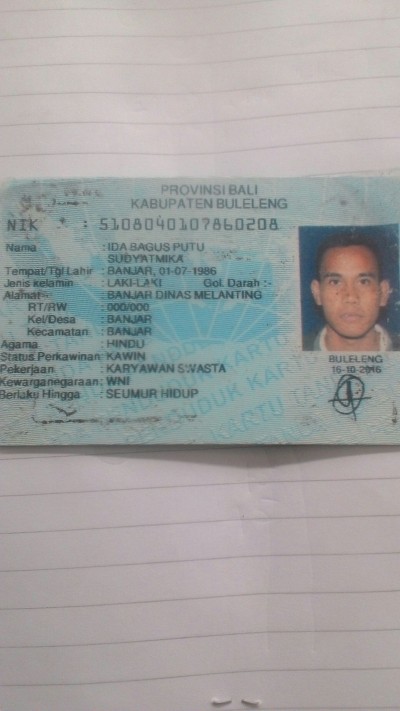 PROVINSI BALI
KABUPATEN BULELENG
NIK : 5108040107860208
Nama : IDA BAGUS PUTU
SUDYATMIKA
Tempat/Tgl Lahir : BANJAR, 01-07-1986
Jenis kelamin : LAKI-LAKI Gol. Darah :-
Alamat : BANJAR DINAS MELANTING
RT/RW : 000/000
Kel/Desa : BANJAR
Kecamatan : BANJAR
Agama : HINDU
Status Perkawinan: KAWIN
Pekerjaan : KARYAWAN SWASTA
Kewarganegaraan: WNI
Berlaku Hingga : SEUMUR HIDUP
BULELENG
16-10-2016